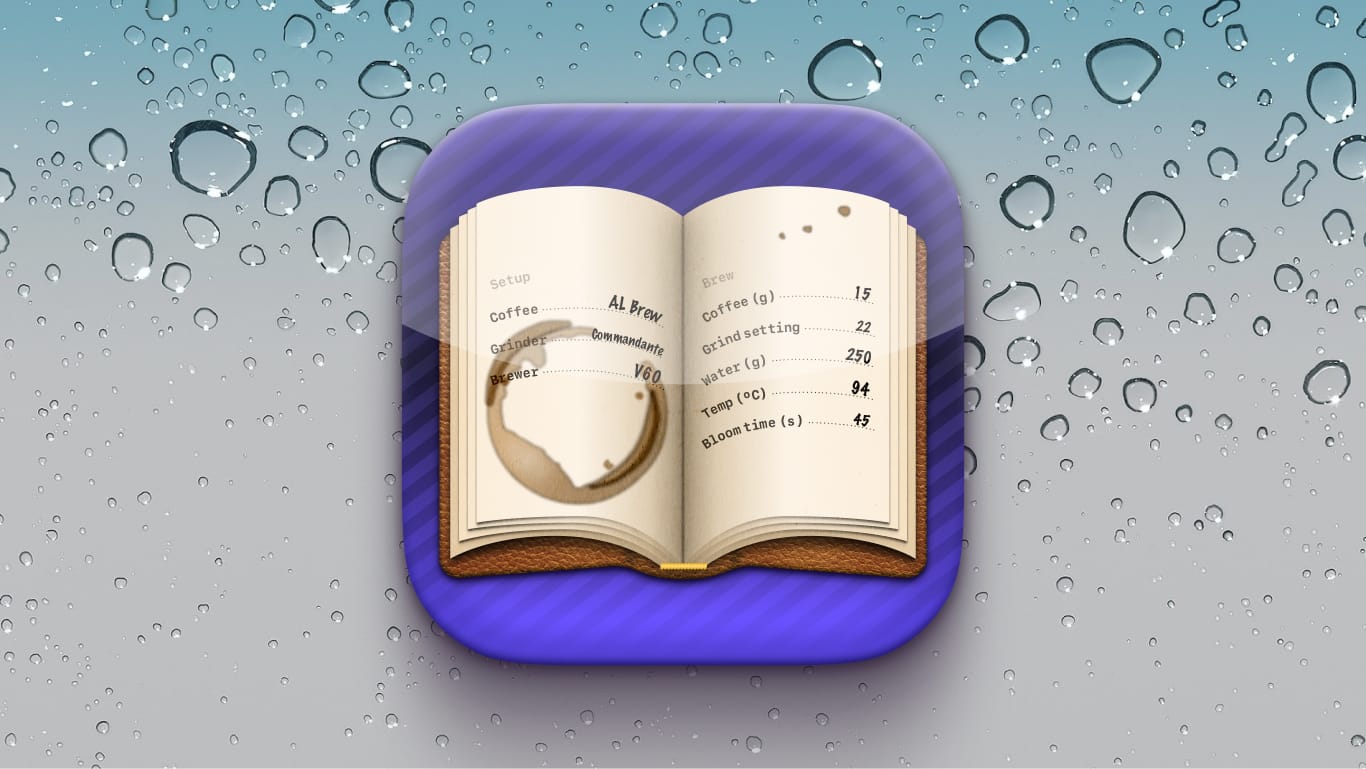 Setup
Coffee AL Brew
Grinder Commandante
Brewer V60
Brew
Coffee (g) 15
Grind setting 22
Water (g) 250
Temp (ºC) 94
Bloom time (s) 45